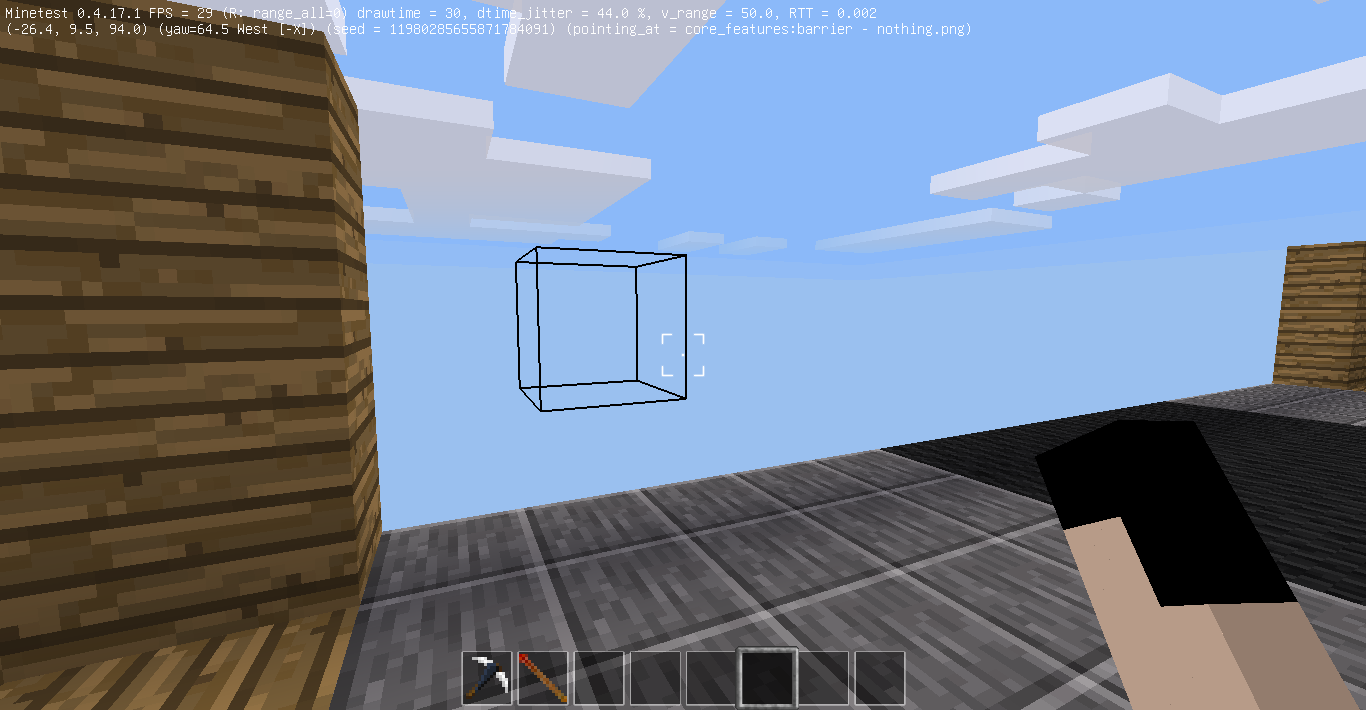 Minetest 0.4.17.1 FPS = 29 (R: range_all=0) drawtime = 30, dtime_jitter = 44.0 %, v_range = 50.0, RTT = 0.002
(-26.4, 9.5, 94.0) (yaw=64.5 West [-X]) (seed = 11980285655871784091) (pointing_at = core_features:barrier - nothing.png)